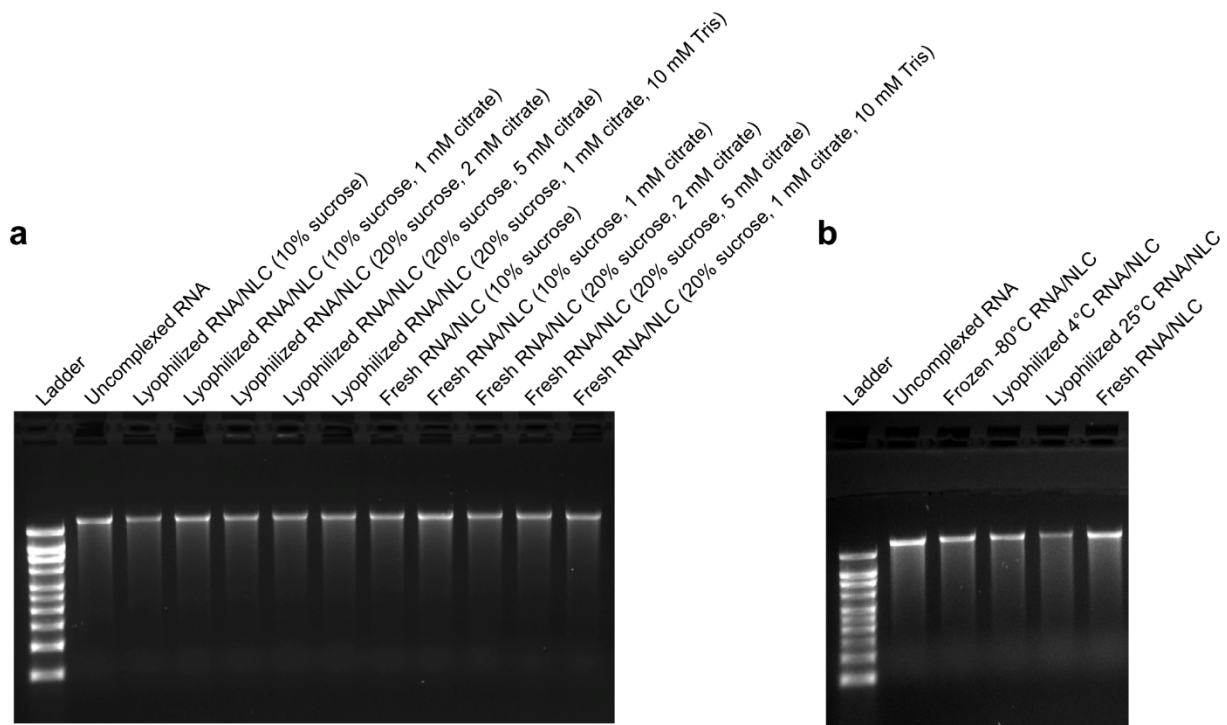 a
Ladder
Uncomplexed RNA
Lyophilized RNA/NLC (10% sucrose)
Lyophilized RNA/NLC (10% sucrose, 1 mM citrate)
Lyophilized RNA/NLC (20% sucrose, 2 mM citrate)
Lyophilized RNA/NLC (20% sucrose, 5 mM citrate)
Lyophilized RNA/NLC (20% sucrose, 1 mM citrate, 10 mM Tris)
Fresh RNA/NLC (10% sucrose)
Fresh RNA/NLC (10% sucrose, 1 mM citrate)
Fresh RNA/NLC (20% sucrose, 2 mM citrate)
Fresh RNA/NLC (20% sucrose, 5 mM citrate)
Fresh RNA/NLC (20% sucrose, 1 mM citrate, 10 mM Tris)
b
Ladder
Uncomplexed RNA
Frozen -80°C RNA/NLC
Lyophilized 4°C RNA/NLC
Lyophilized 25°C RNA/NLC
Fresh RNA/NLC